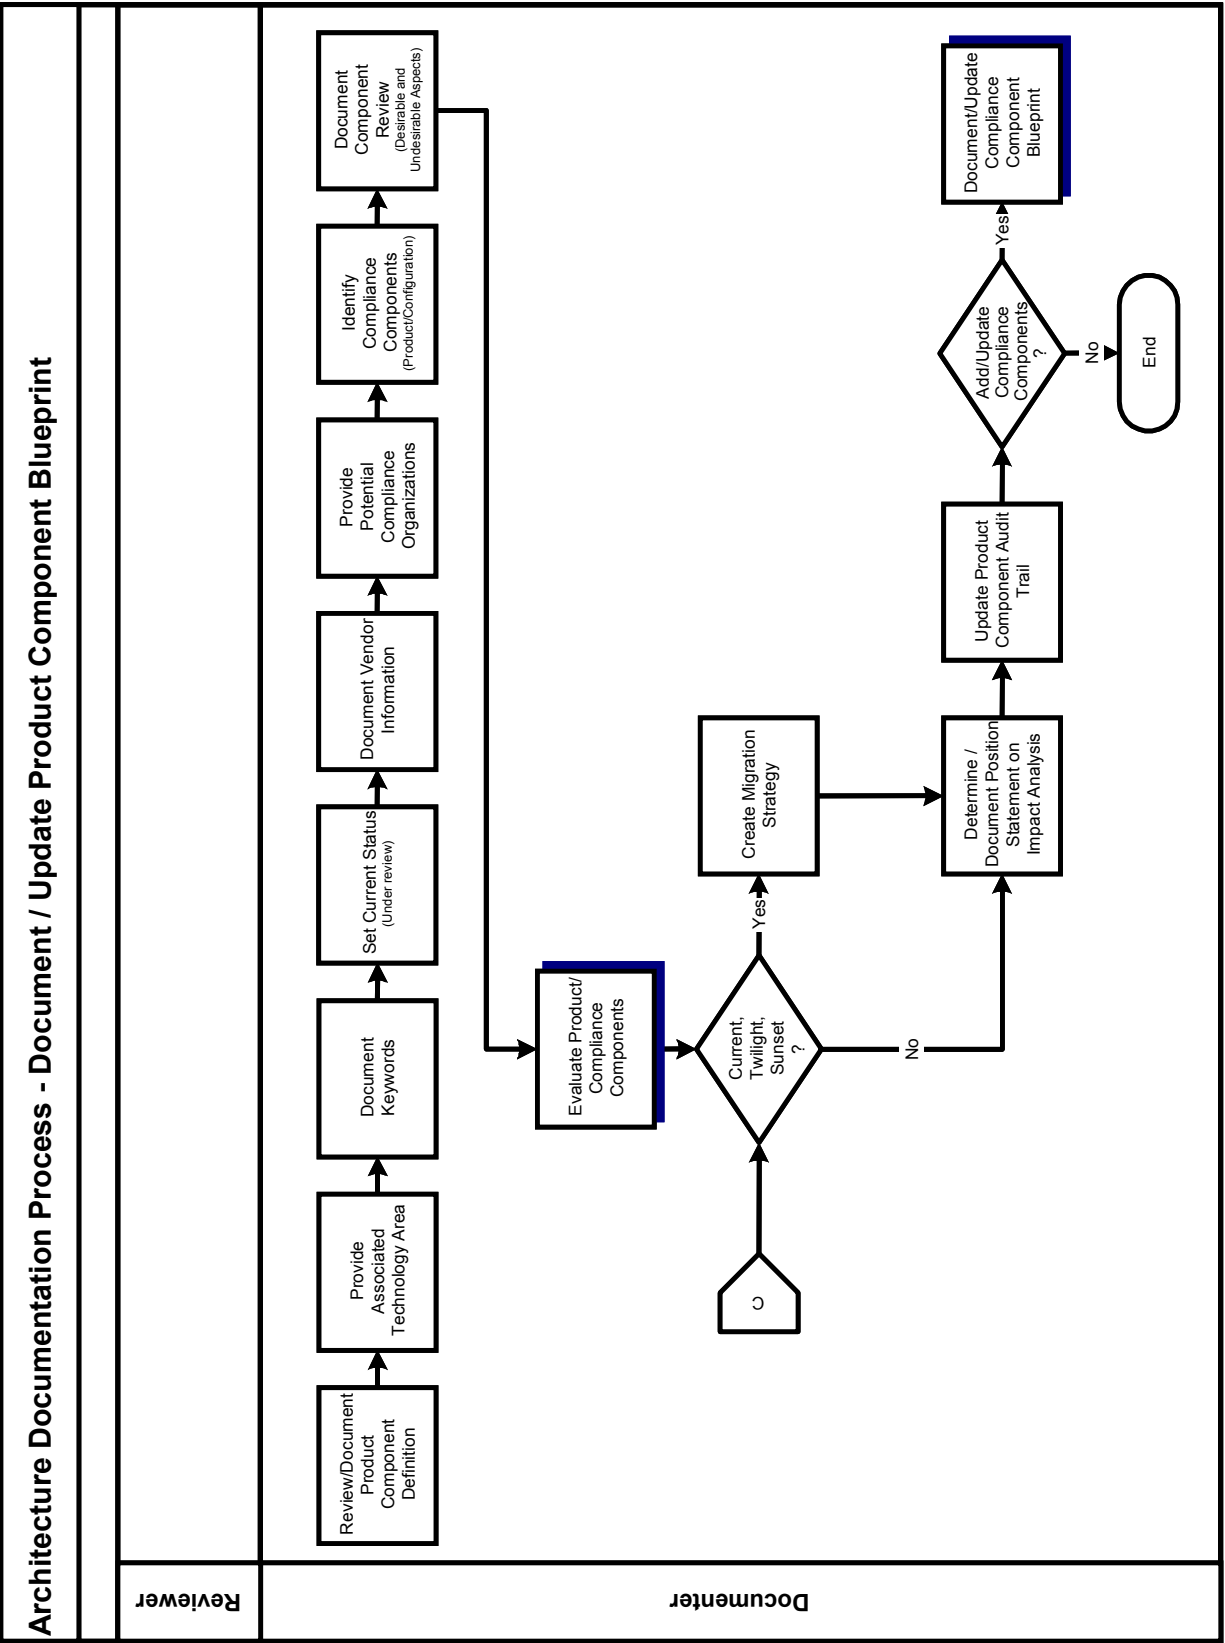 Architecture Documentation Process - Document / Update Product Component Blueprint
Reviewer
Documenter
Review/Document
Product
Component
Definition
Provide
Associated
Technology Area
Document
Keywords
Set Current Status
(Under review)
Document Vendor
Information
Provide
Potential
Compliance
Organizations
Identify
Compliance
Components
(Product/Configuration)
Document
Component
Review
(Desirable and
Undesirable Aspects)
Evaluate Product/
Compliance
Components
C
Current,
Twilight,
Sunset
?
Yes
No
Create Migration
Strategy
Determine /
Document Position
Statement on
Impact Analysis
Update Product
Component Audit
Trail
Add/Update
Compliance
Components
?
Yes
No
Document/Update
Compliance
Component
Blueprint
End